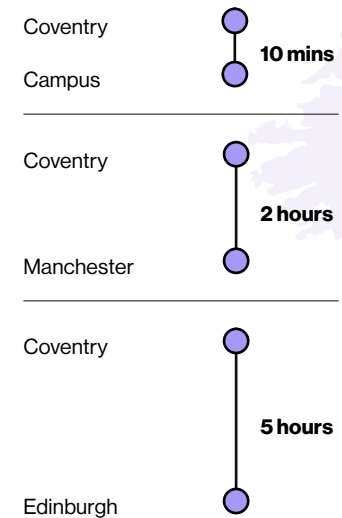 Coventry
10 mins
Campus
Coventry
2 hours
Manchester
Coventry
5 hours
Edinburgh